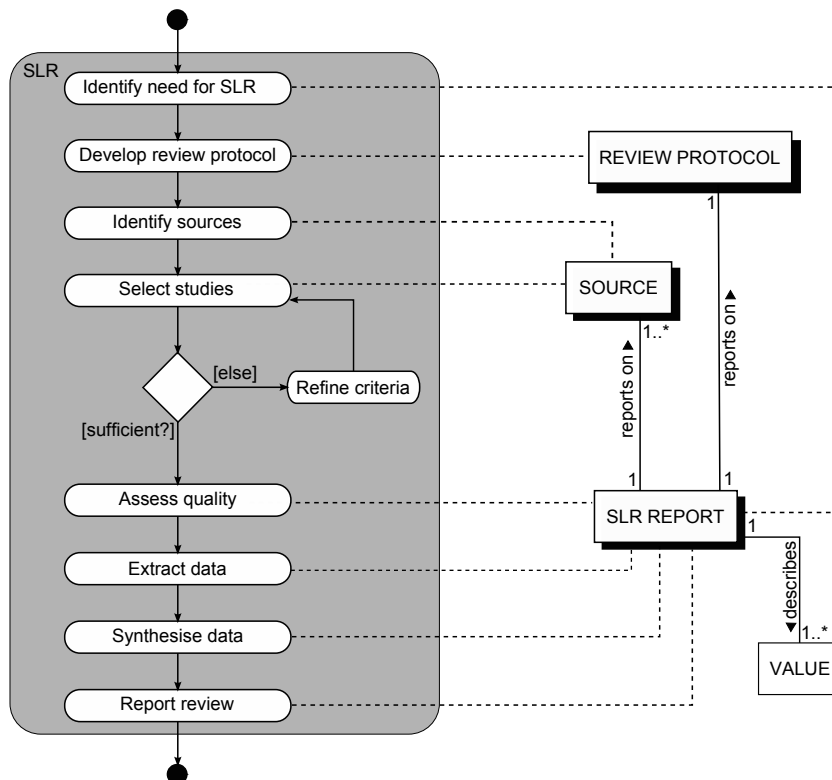 SLR
Identify need for SLR
Develop review protocol
REVIEW PROTOCOL
1
Identify sources
Select studies
SOURCE
1..*
reports on
reports on
[else]
Refine criteria
[sufficient?]
1
1
Assess quality
SLR REPORT
1
Extract data
describes
Synthesise data
1..*
VALUE
Report review